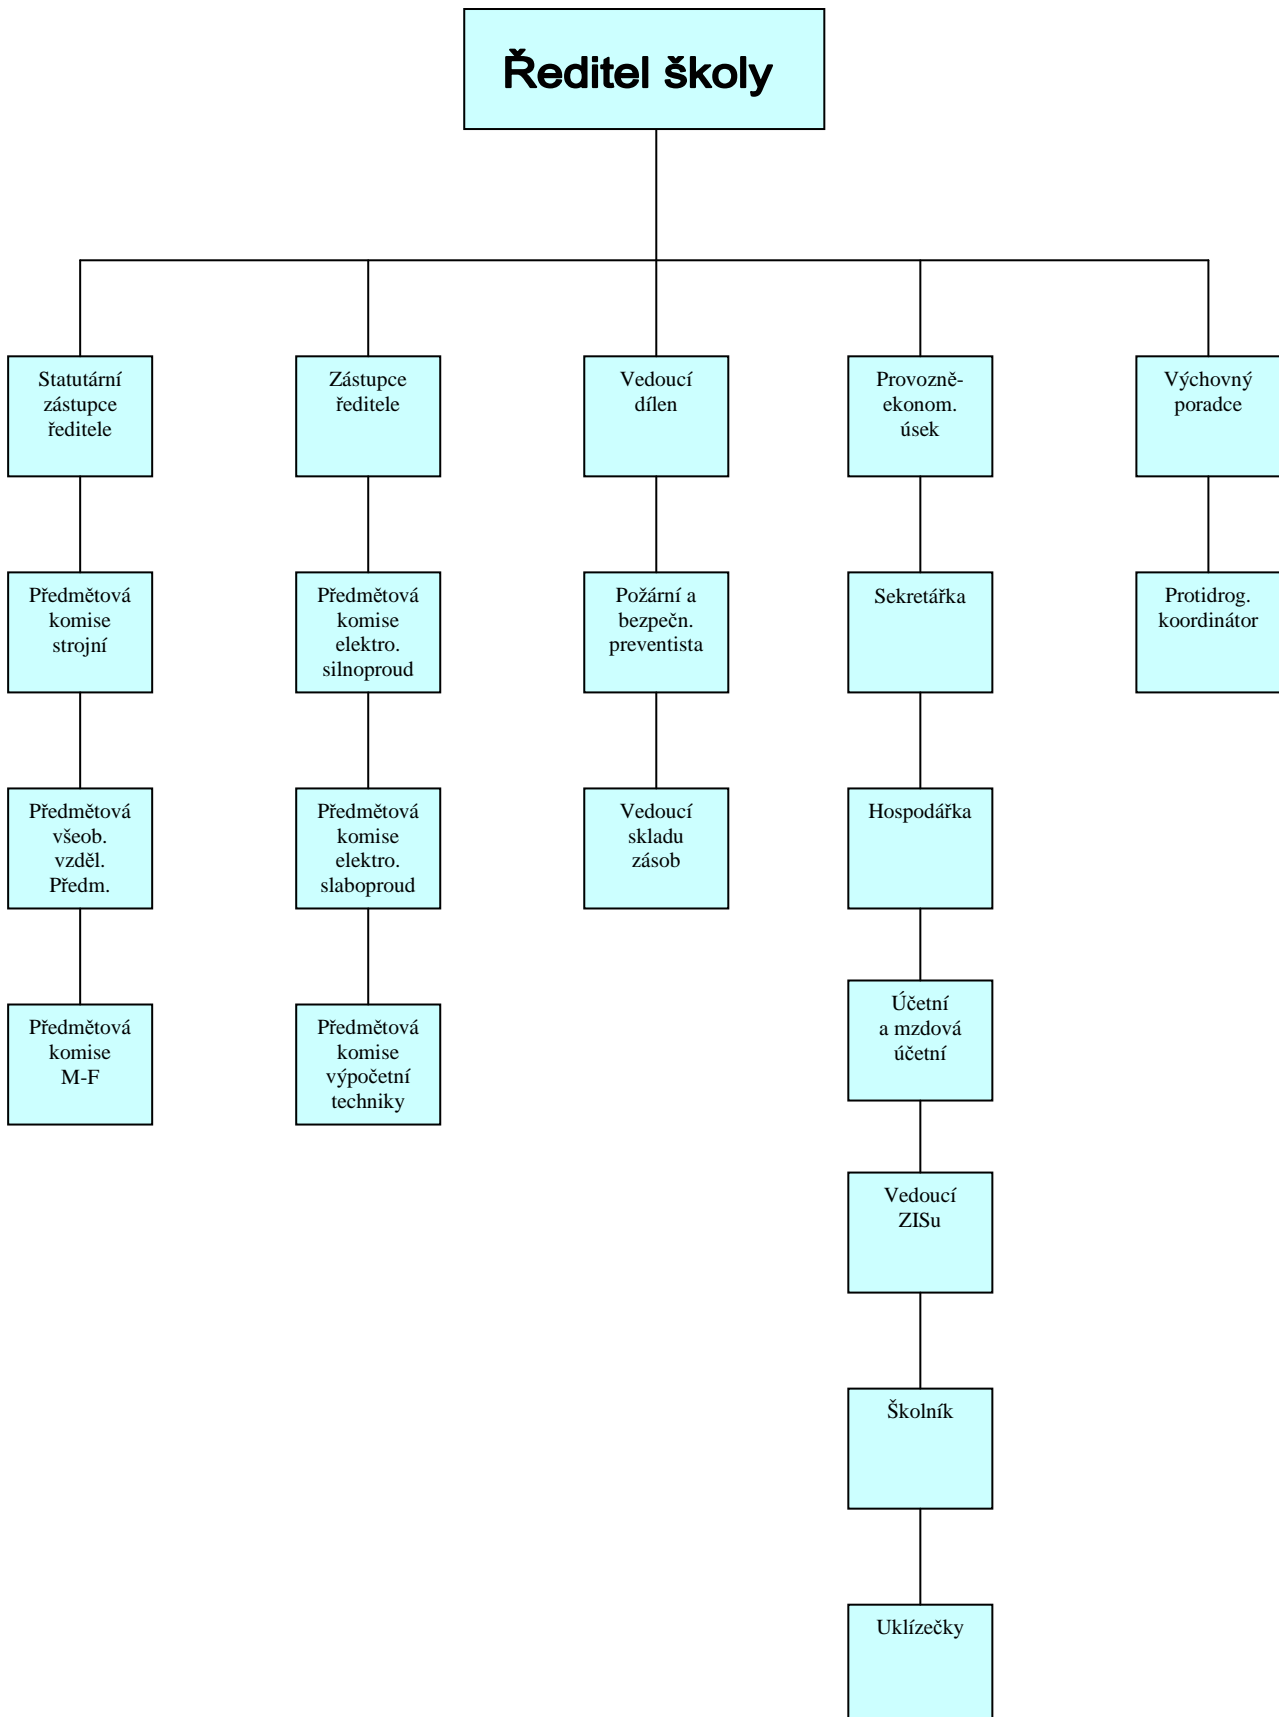 Ředitel školy
Statutární
zástupce
ředitele
Zástupce
ředitele
Vedoucí
dílen
Provozně-
ekonom.
úsek
Výchovný
poradce
Předmětová
komise
strojní
Předmětová
komise
elektro.
silnoproud
Požární a
bezpečn.
preventista
Sekretářka
Protidrog.
koordinátor
Předmětová
všeob.
vzděl.
Předm.
Předmětová
komise
elektro.
slaboproud
Vedoucí
skladu
zásob
Hospodářka
Předmětová
komise
M-F
Předmětová
komise
výpočetní
techniky
Účetní
a mzdová
účetní
Vedoucí
ZISu
Školník
Uklízečky